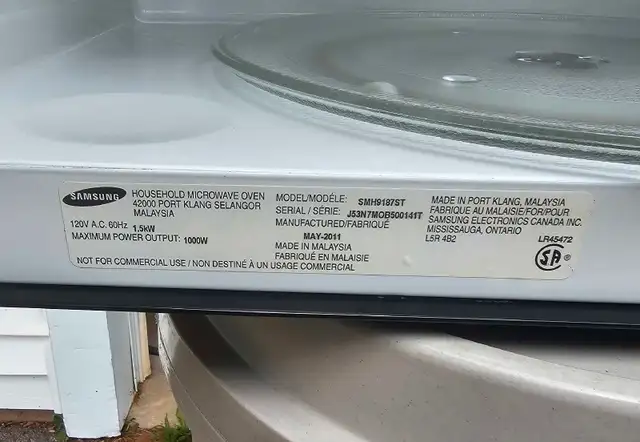 SAMSUNG
HOUSEHOLD MICROWAVE OVEN
42000 PORT KLANG SELANGOR
MALAYSIA
120V A.C. 60Hz 1,5kW
MAXIMUM POWER OUTPUT: 1000W
NOT FOR COMMERCIAL USE / NON DESTINÉ À UN USAGE COMMERCIAL
MODEL/MODÉLE: SMH9187ST
SERIAL / SÉRIE: J53N7MOB500141T
MANUFACTURED/FABRIQUÉ
MAY-2011
MADE IN MALAYSIA
FABRIQUÉ EN MALAISIE
MADE IN PORT KLANG, MALAYSIA
FABRIQUE AU MALAISIE/FOR/POUR
SAMSUNG ELECTRONICS CANADA INC.
MISSISSAUGA, ONTARIO
L5R 4B2
LR45472
SA ®